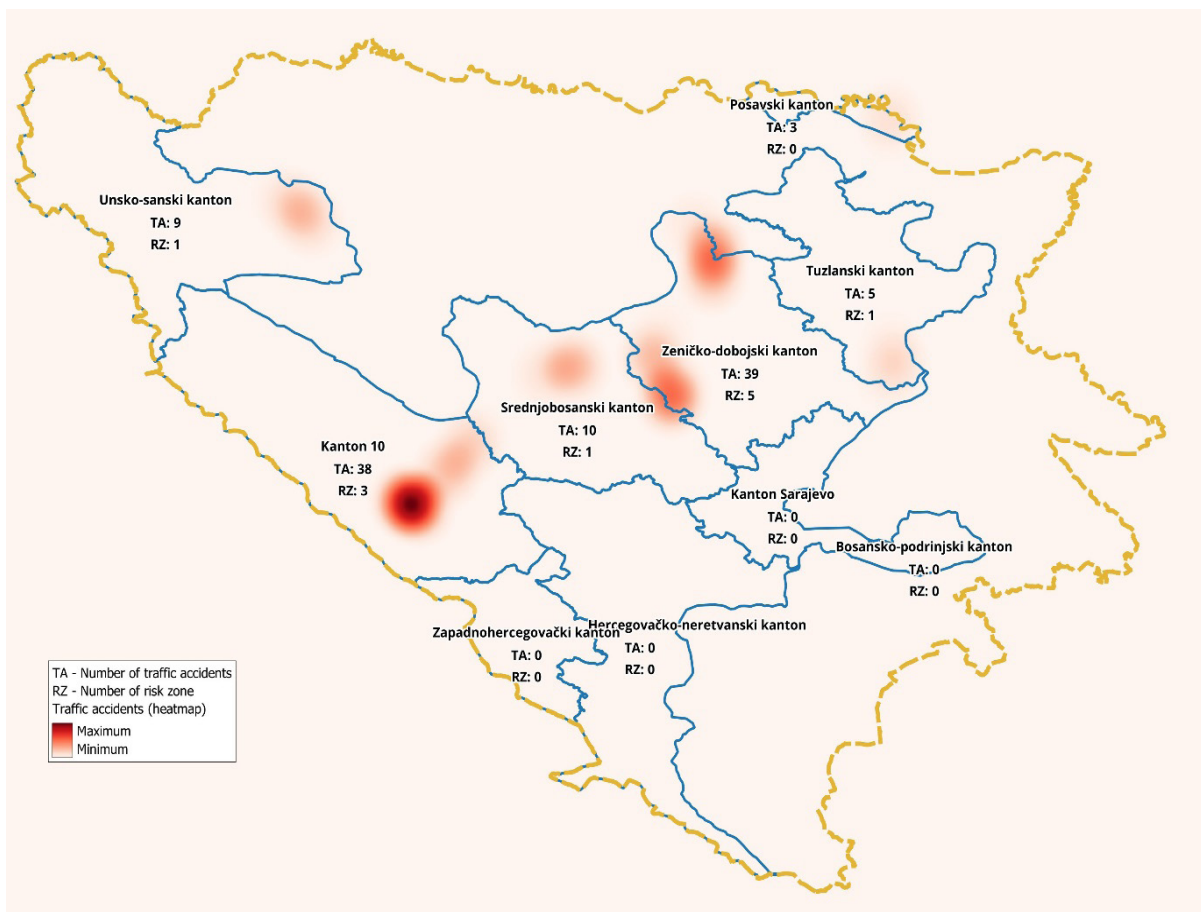 Posavski kanton
TA: 3
RZ: 0
Unsko-sanski kanton
TA: 9
RZ: 1
Tuzlanski kanton
TA: 5
RZ: 1
Zeničko-dobojski kanton
TA: 39
RZ: 5
Srednjobosanski kanton
TA: 10
RZ: 1
Kanton 10
TA: 38
RZ: 3
Kanton Sarajevo
TA: 0
RZ: 0
Bosansko-podrinjski kanton
TA: 0
RZ: 0
Zapadnohercegovački kanton
TA: 0
RZ: 0
Hercegovačko-neretvanski kanton
TA: 0
RZ: 0
TA - Number of traffic accidents
RZ - Number of risk zone
Traffic accidents (heatmap)
Maximum
Minimum